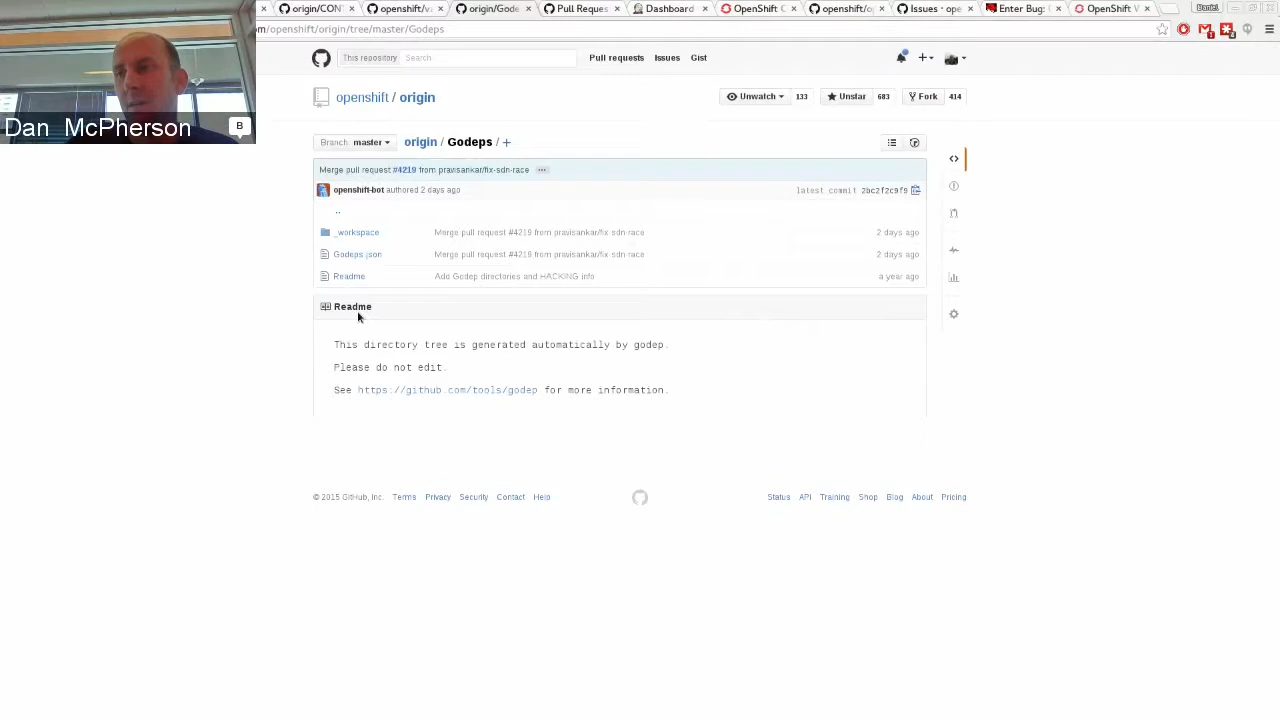 origin/CON
openshift/va
origin/Gode
Pull Reques
Dashboard
OpenShift C
openshift/o
Issues · ope
Enter Bug:
OpenShift V
Daniel
om/openshift/origin/tree/master/Godeps
This repository
Search
Pull requests
Issues
Gist
openshift / origin
Unwatch
133
Unstar
683
Fork
414
Dan McPherson
B
Branch: master
origin / Godeps / +
Merge pull request #4219 from pravisankar/fix-sdn-race
openshift-bot authored 2 days ago
latest commit 2bc2f2c9f9
..
_workspace
Merge pull request #4219 from pravisankar/fix-sdn-race
2 days ago
Godeps.json
Merge pull request #4219 from pravisankar/fix-sdn-race
2 days ago
Readme
Add Godep directories and HACKING info
a year ago
Readme
This directory tree is generated automatically by godep.
Please do not edit.
See https://github.com/tools/godep for more information.
© 2015 GitHub, Inc. Terms Privacy Security Contact Help
Status API Training Shop Blog About Pricing